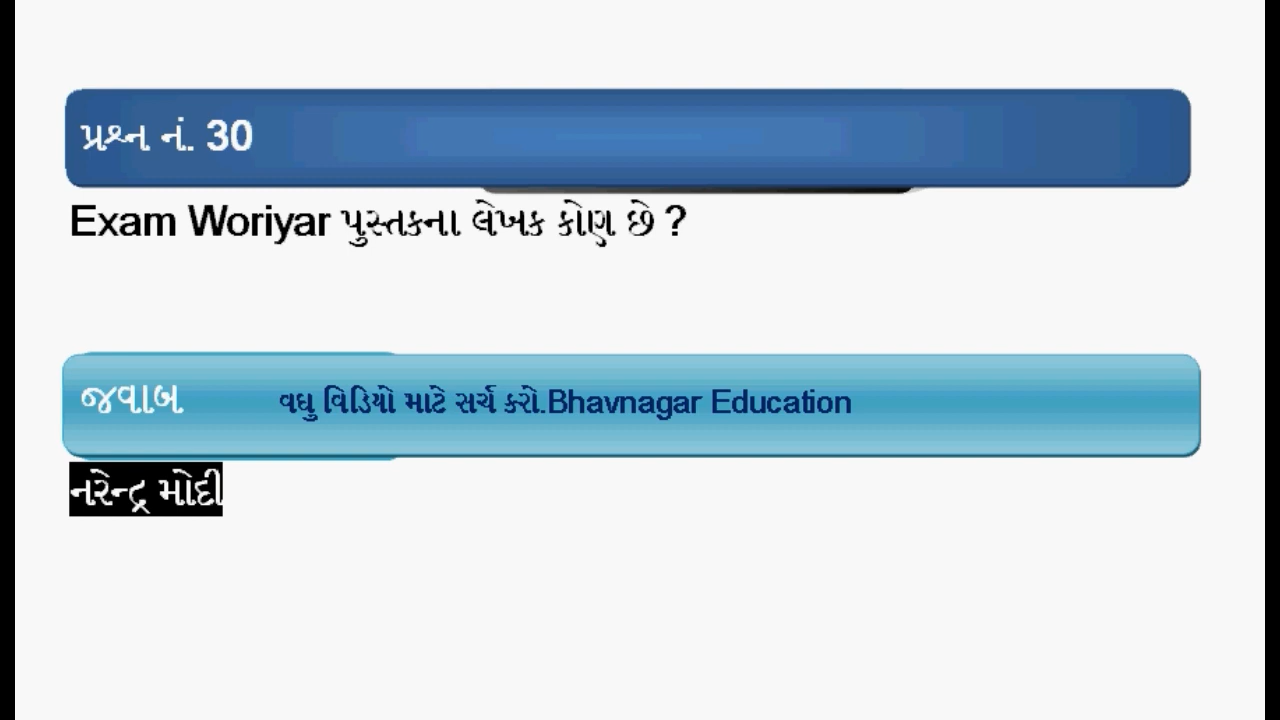 પ્રશ્ન નં. 30
Exam Woriyar પુસ્તકના લેખક કોણ છે ?
જવાબ
વધુ વિડિયો માટે સર્ચ કરો.Bhavnagar Education
નરેન્દ્ર મોદી